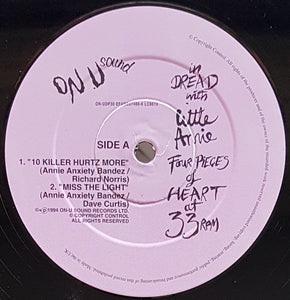 ON.U sound
SIDE A
1. "10 KILLER HURTZ MORE"
(Annie Anxiety Bandez /
Richard Norris)
2. "MISS THE LIGHT"
(Annie Anxiety Bandez /
Dave Curtis)
℗©1994 ON-U SOUND RECORDS LTD.
© COPYRIGHT CONTROL
ALL RIGHTS RESERVED
in
DREAD
with
Little
Annie
FOUR PIECES
of
HEART
at
33 RPM